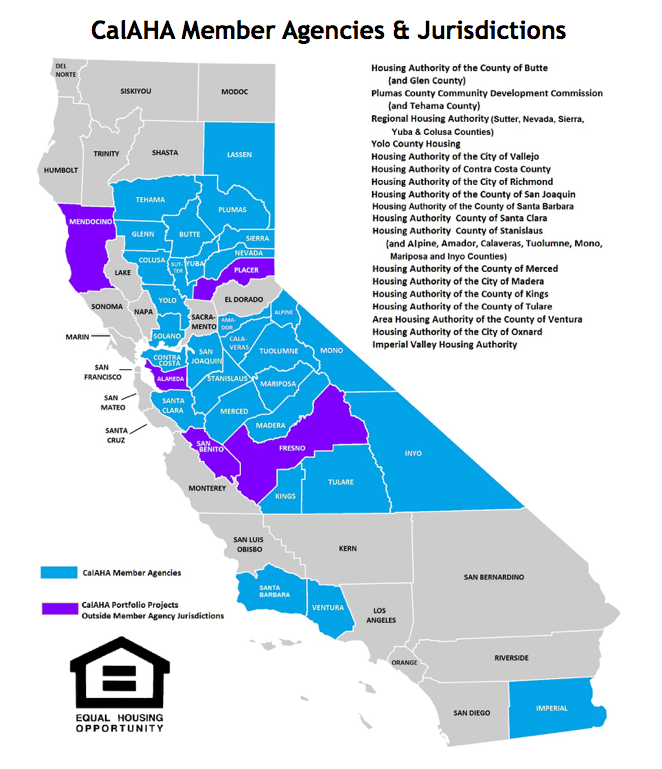 CalAHA Member Agencies & Jurisdictions
Housing Authority of the County of Butte
(and Glen County)
Plumas County Community Development Commission
(and Tehama County)
Regional Housing Authority (Sutter, Nevada, Sierra,
Yuba & Colusa Counties)
Yolo County Housing
Housing Authority of the City of Vallejo
Housing Authority of Contra Costa County
Housing Authority of the City of Richmond
Housing Authority of the County of San Joaquin
Housing Authority of the County of Santa Barbara
Housing Authority County of Santa Clara
Housing Authority County of Stanislaus
(and Alpine, Amador, Calaveras, Tuolumne, Mono,
Mariposa and Inyo Counties)
Housing Authority of the County of Merced
Housing Authority of the City of Madera
Housing Authority of the County of Kings
Housing Authority of the County of Tulare
Area Housing Authority of the County of Ventura
Housing Authority of the City of Oxnard
Imperial Valley Housing Authority
DEL
NORTE
SISKIYOU
MODOC
HUMBOLT
TRINITY
SHASTA
LASSEN
TEHAMA
PLUMAS
MENDOCINO
GLENN
BUTTE
SIERRA
NEVADA
LAKE
COLUSA
SUT-
TER
YUBA
PLACER
SONOMA
NAPA
YOLO
SACRA-
MENTO
EL DORADO
ALPINE
AMA-
DOR
MARIN
SOLANO
CALA-
VERAS
TUOLUMNE
MONO
CONTRA
COSTA
SAN
JOAQUIN
SAN
FRANCISCO
ALAMEDA
STANISLAUS
MARIPOSA
SAN
MATEO
SANTA
CLARA
MERCED
MADERA
SANTA
CRUZ
SAN
BENITO
FRESNO
INYO
MONTEREY
KINGS
TULARE
SAN LUIS
OBISBO
KERN
SAN BERNARDINO
SANTA
BARBARA
VENTURA
LOS
ANGELES
ORANGE
RIVERSIDE
SAN DIEGO
IMPERIAL
CalAHA Member Agencies
CalAHA Portfolio Projects
Outside Member Agency Jurisdictions
EQUAL HOUSING
OPPORTUNITY